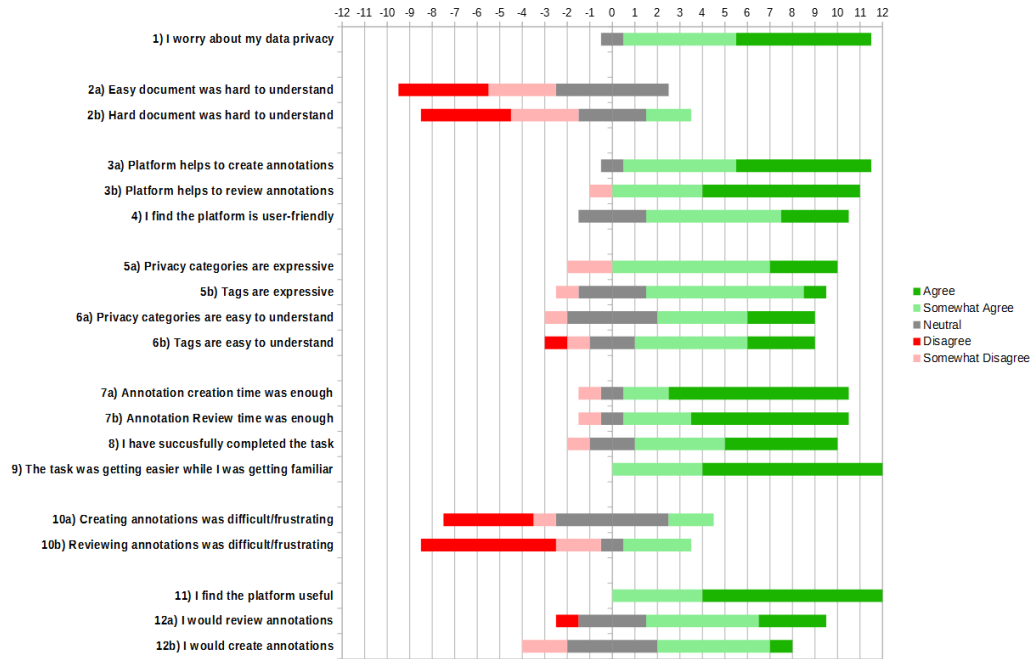 -12 -11 -10 -9 -8 -7 -6 -5 -4 -3 -2 -1 0 1 2 3 4 5 6 7 8 9 10 11 12
1) I worry about my data privacy
2a) Easy document was hard to understand
2b) Hard document was hard to understand
3a) Platform helps to create annotations
3b) Platform helps to review annotations
4) I find the platform is user-friendly
5a) Privacy categories are expressive
5b) Tags are expressive
6a) Privacy categories are easy to understand
6b) Tags are easy to understand
7a) Annotation creation time was enough
7b) Annotation Review time was enough
8) I have succusfully completed the task
9) The task was getting easier while I was getting familiar
10a) Creating annotations was difficult/frustrating
10b) Reviewing annotations was difficult/frustrating
11) I find the platform useful
12a) I would review annotations
12b) I would create annotations
Agree
Somewhat Agree
Neutral
Disagree
Somewhat Disagree